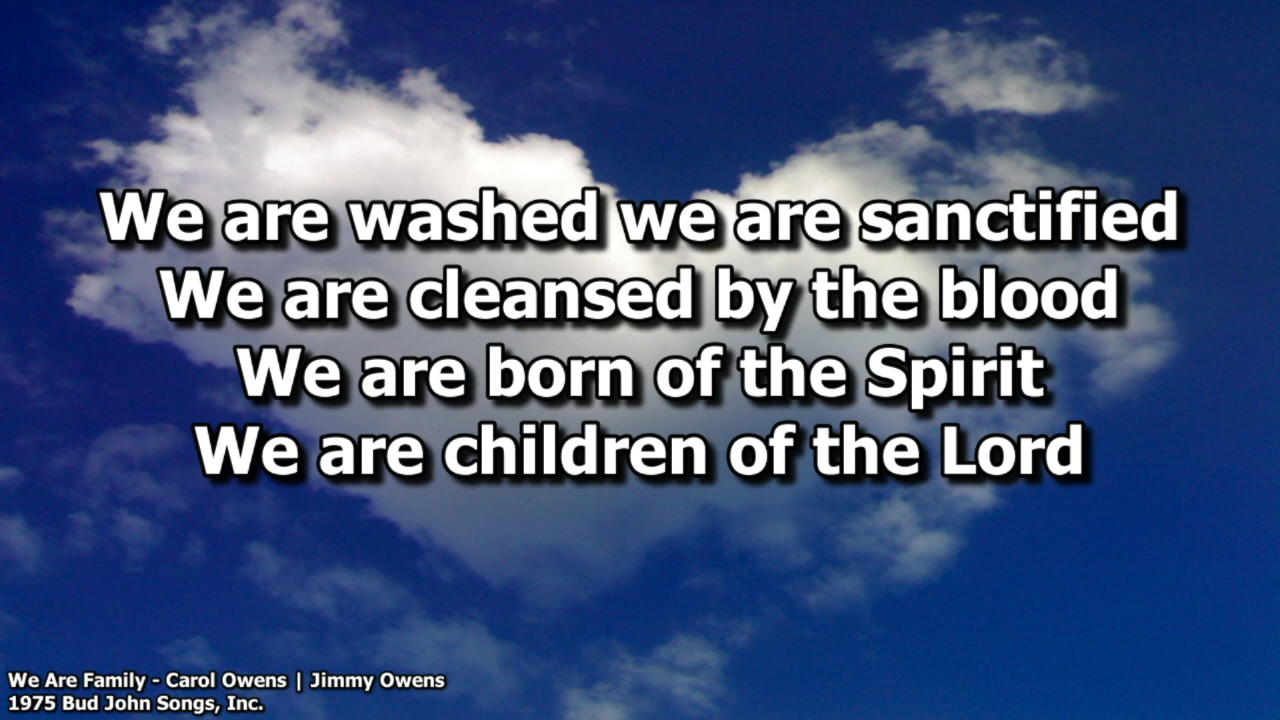 We are washed we are sanctified
We are cleansed by the blood
We are born of the Spirit
We are children of the Lord
We Are Family - Carol Owens | Jimmy Owens
1975 Bud John Songs, Inc.